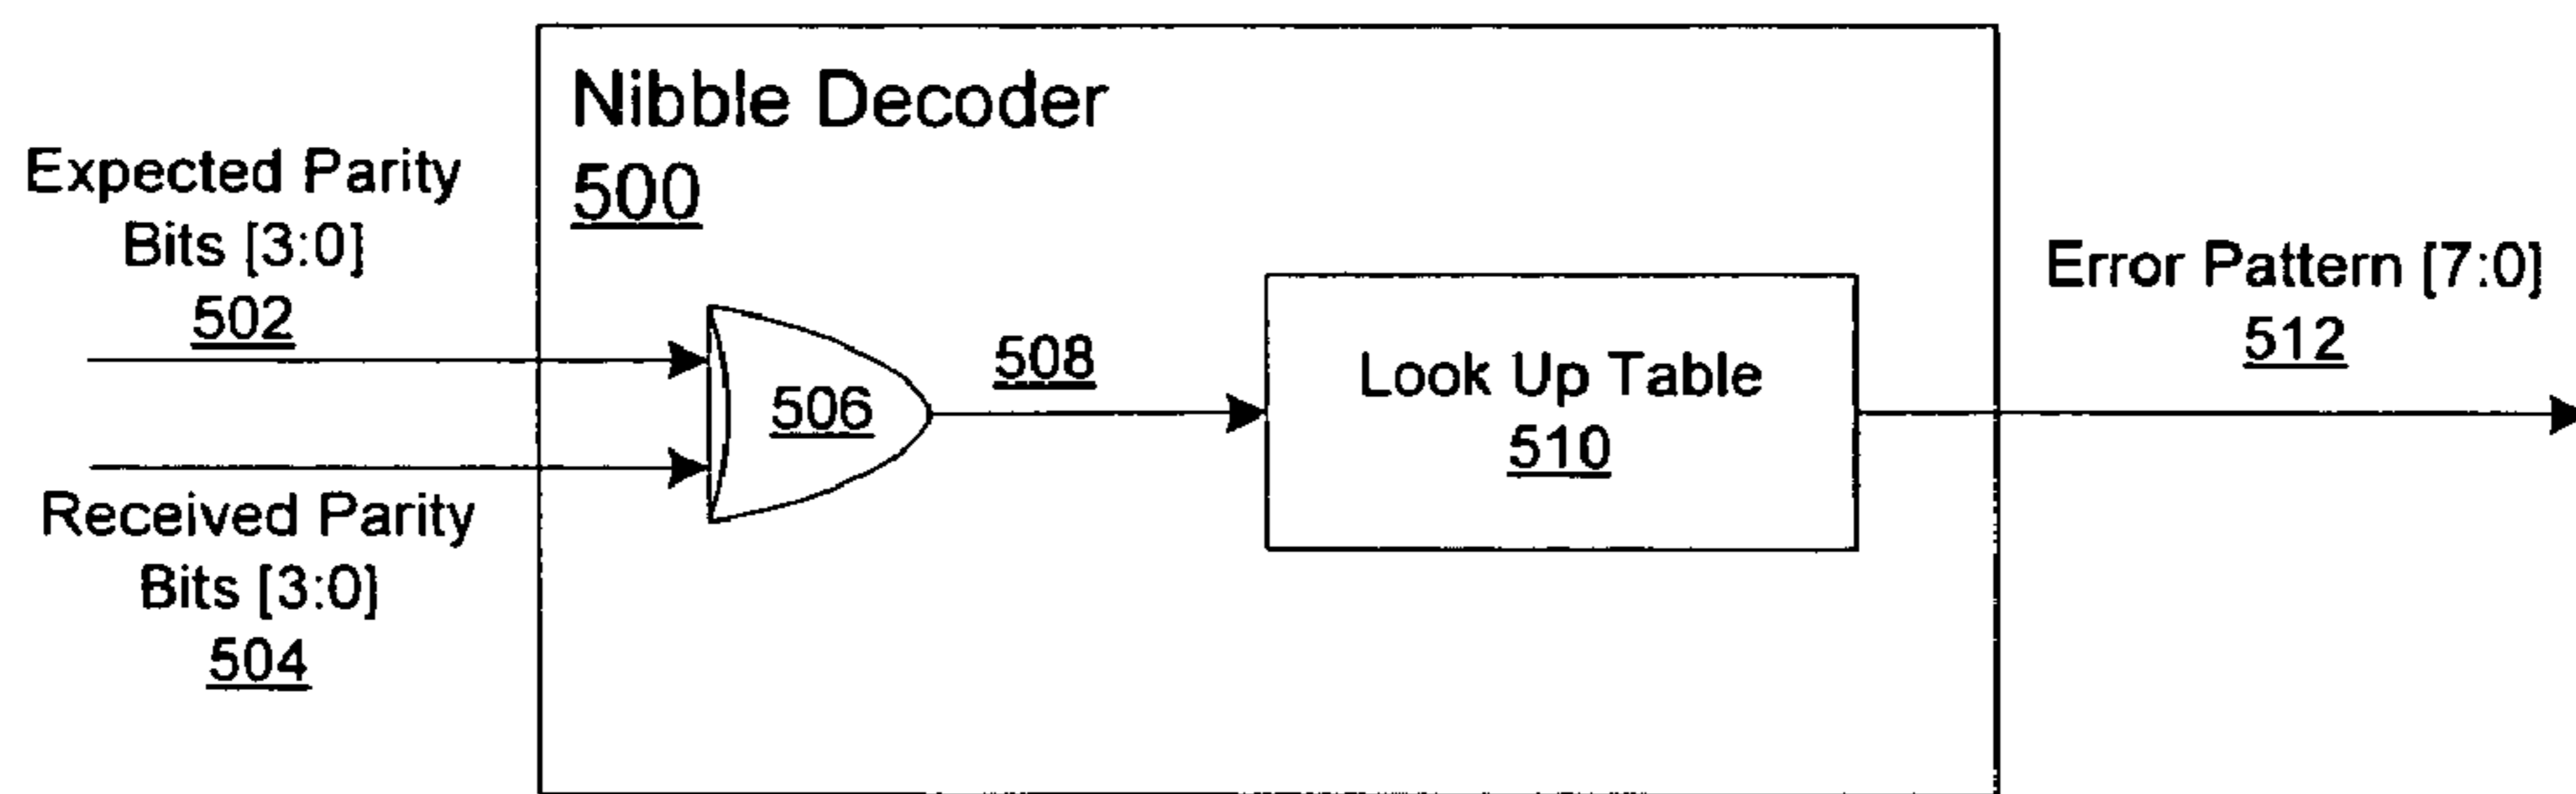 Nibble Decoder
500
Expected Parity
Bits [3:0]
502
Received Parity
Bits [3:0]
504
506
508
Look Up Table
510
Error Pattern [7:0]
512